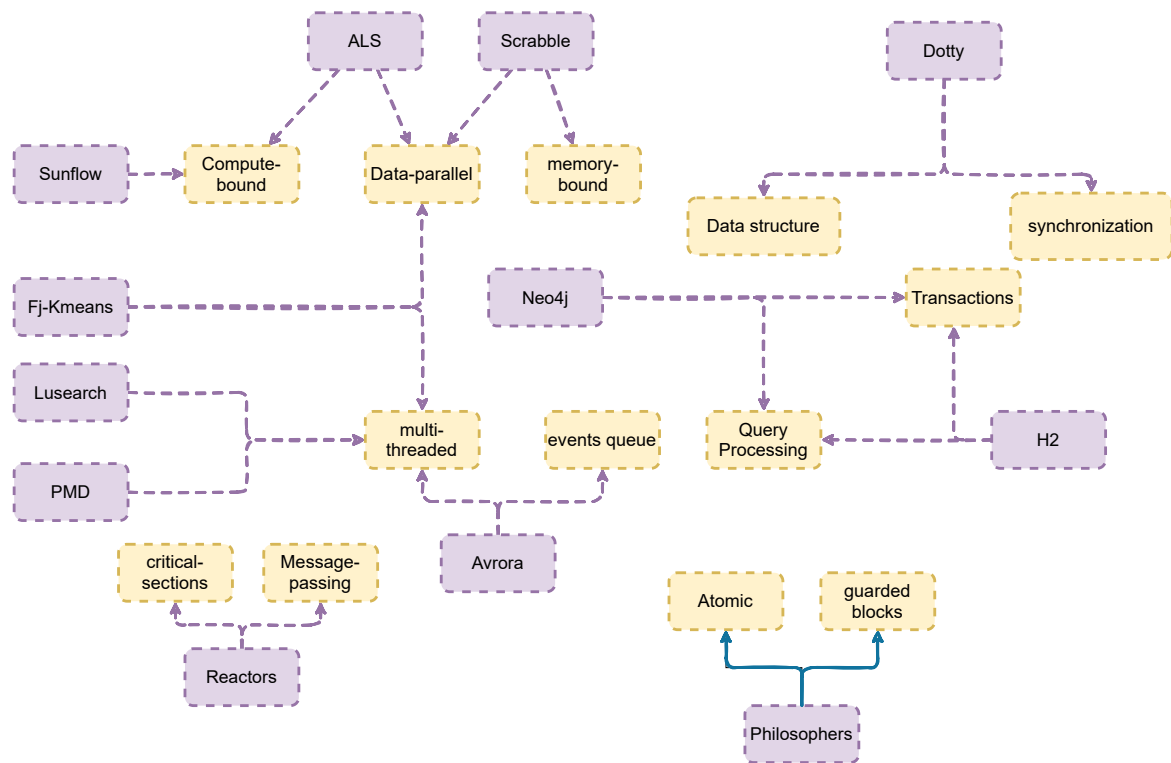 ALS
Scrabble
Dotty
Sunflow
Compute-
bound
Data-parallel
memory-
bound
Data structure
synchronization
Fj-Kmeans
Neo4j
Transactions
Lusearch
multi-
threaded
events queue
Query
Processing
H2
PMD
critical-
sections
Message-
passing
Avrora
Atomic
guarded
blocks
Reactors
Philosophers